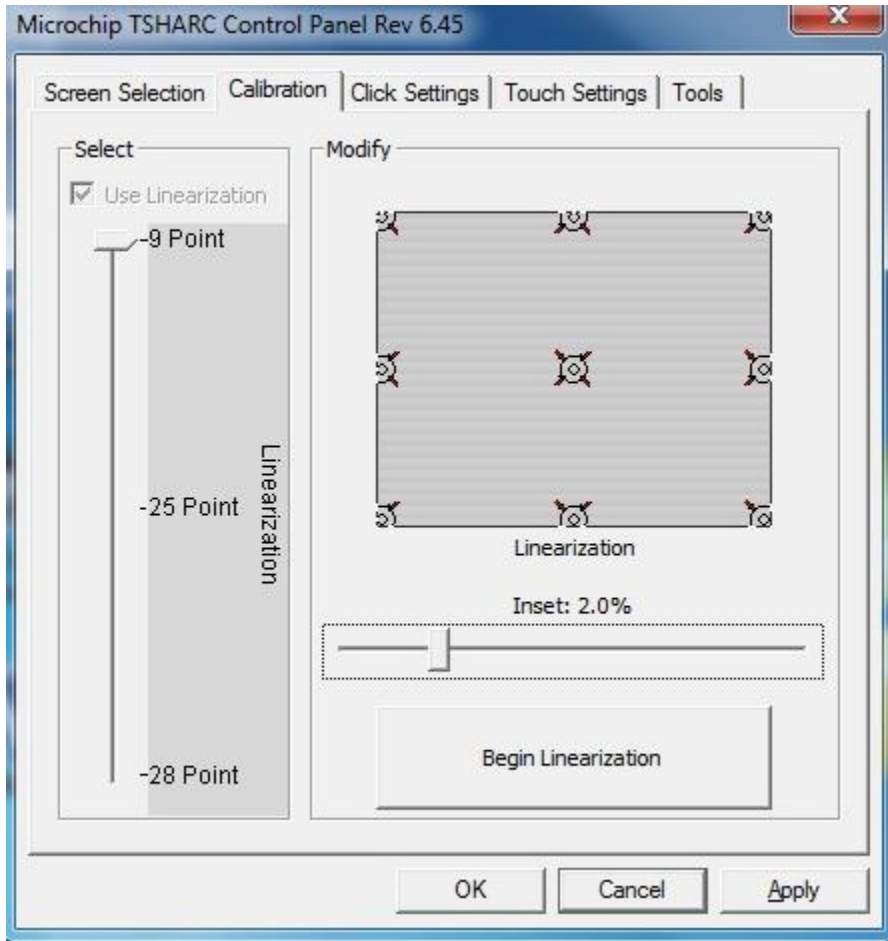 Microchip TSHARC Control Panel Rev 6.45
Screen Selection
Calibration
Click Settings
Touch Settings
Tools
Select
Use Linearization
-9 Point
-25 Point
-28 Point
Linearization
Modify
Linearization
Inset: 2.0%
Begin Linearization
OK
Cancel
Apply